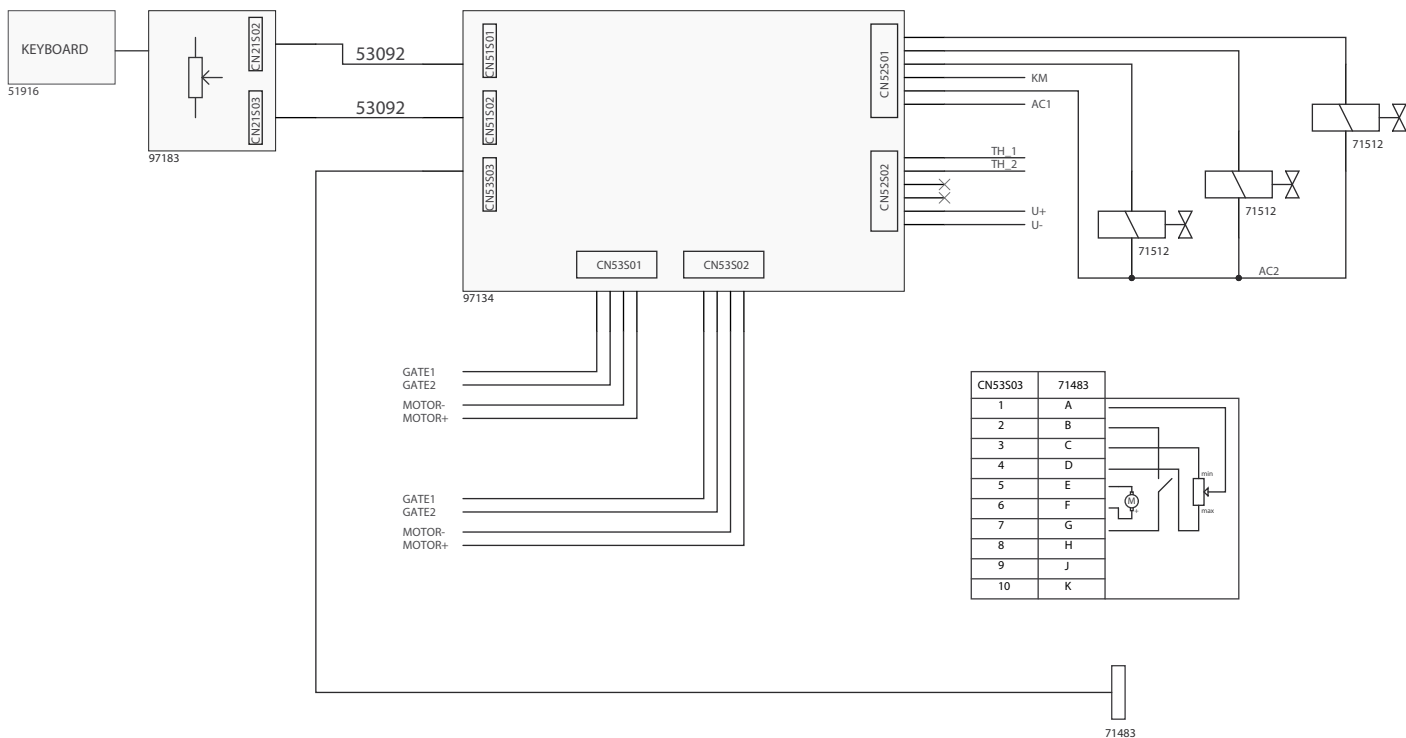 KEYBOARD
51916
97183
CN21S02
CN21S03
53092
53092
CN51S01
CN51S02
CN53S03
CN52S01
CN52S02
CN53S01
CN53S02
97134
KM
AC1
TH_1
TH_2
U+
U-
71512
71512
71512
AC2
GATE1
GATE2
MOTOR-
MOTOR+
GATE1
GATE2
MOTOR-
MOTOR+
CN53S03 71483
1 A
2 B
3 C
4 D
5 E
6 F
7 G
8 H
9 J
10 K
M
+
min
max
71483